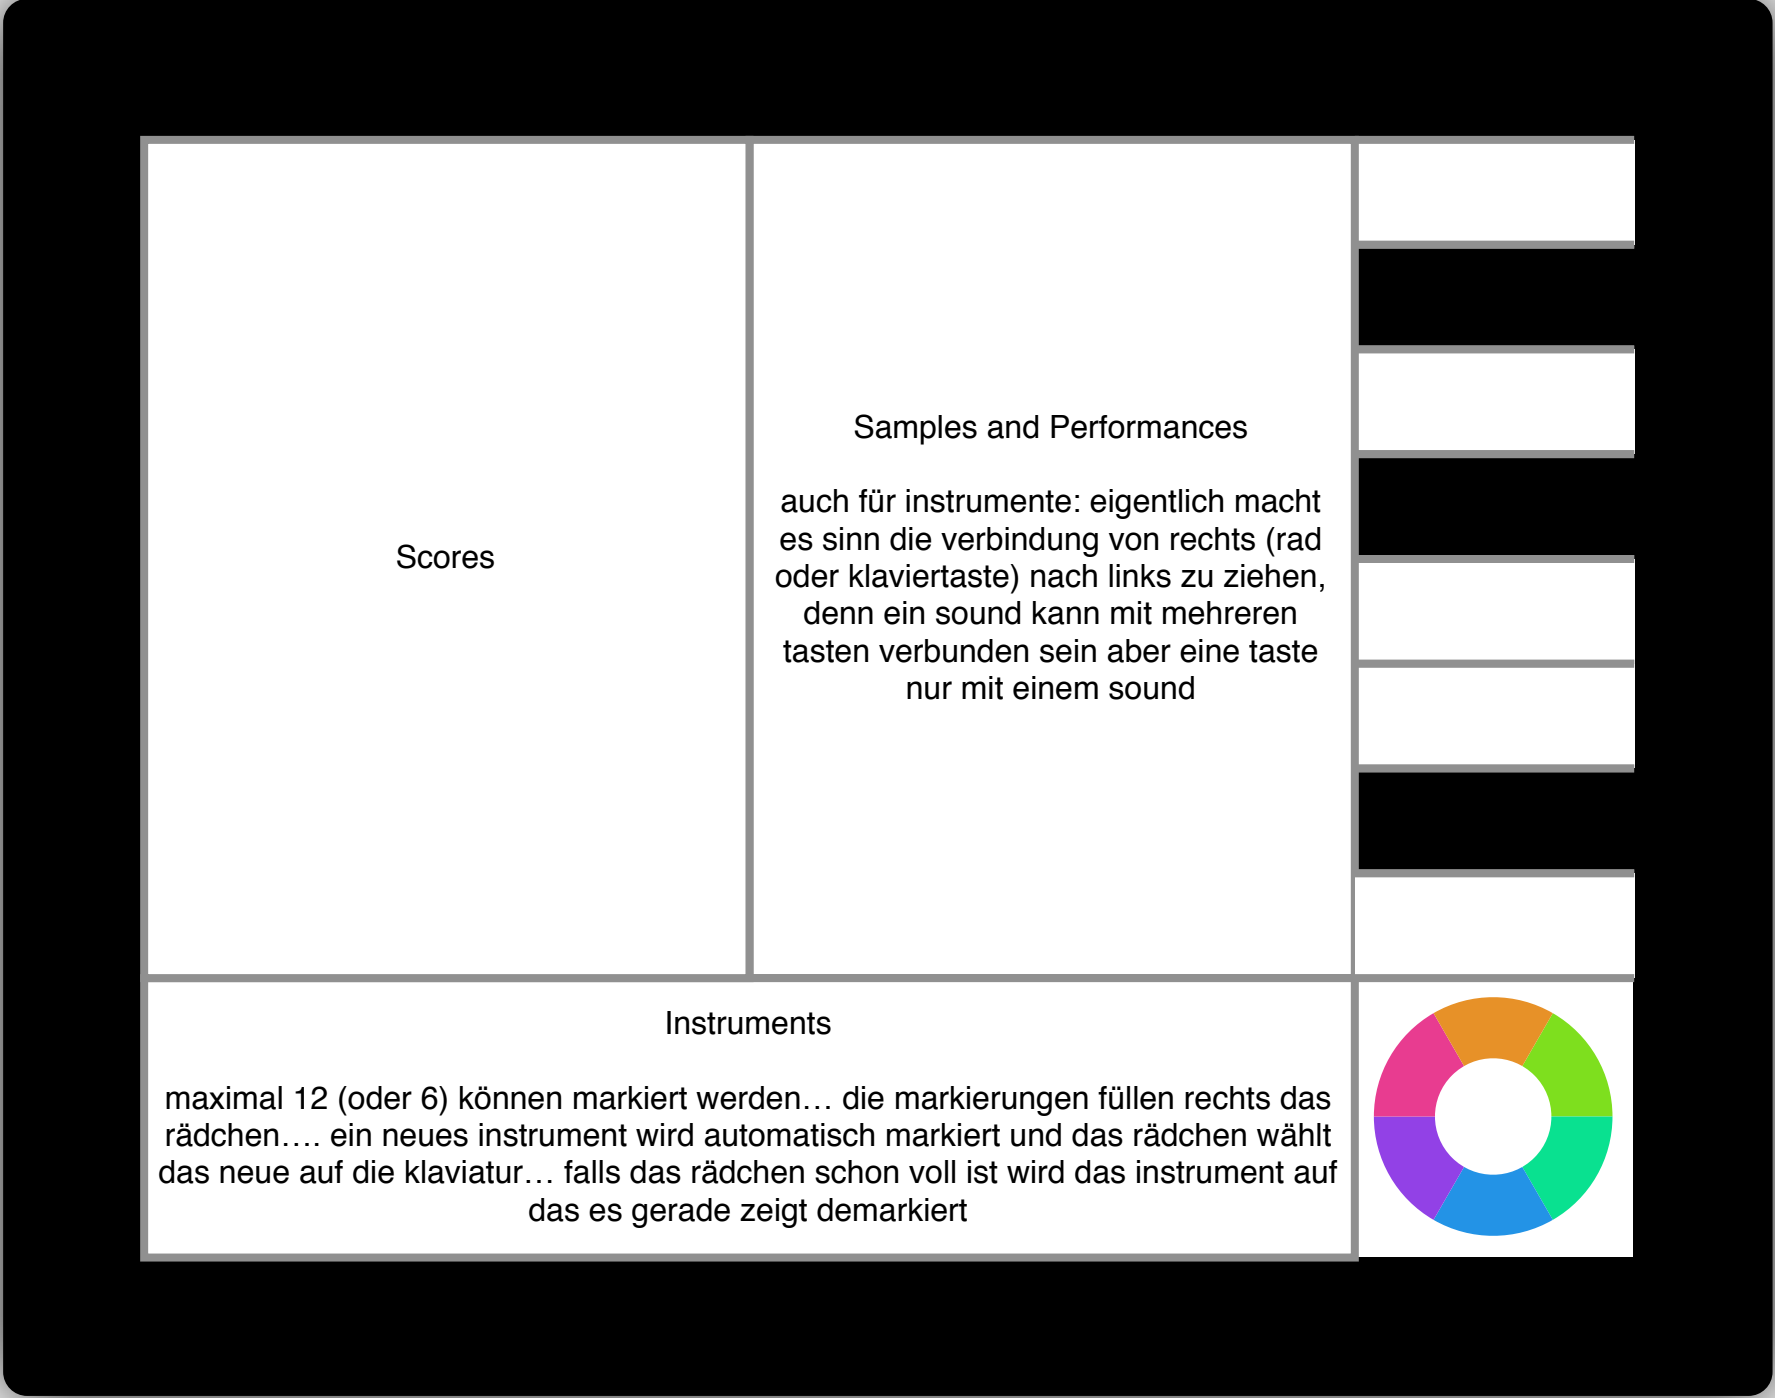 Scores
Samples and Performances
auch für instrumente: eigentlich macht
es sinn die verbindung von rechts (rad
oder klaviertaste) nach links zu ziehen,
denn ein sound kann mit mehreren
tasten verbunden sein aber eine taste
nur mit einem sound
Instruments
maximal 12 (oder 6) können markiert werden… die markierungen füllen rechts das
rädchen…. ein neues instrument wird automatisch markiert und das rädchen wählt
das neue auf die klaviatur… falls das rädchen schon voll ist wird das instrument auf
das es gerade zeigt demarkiert